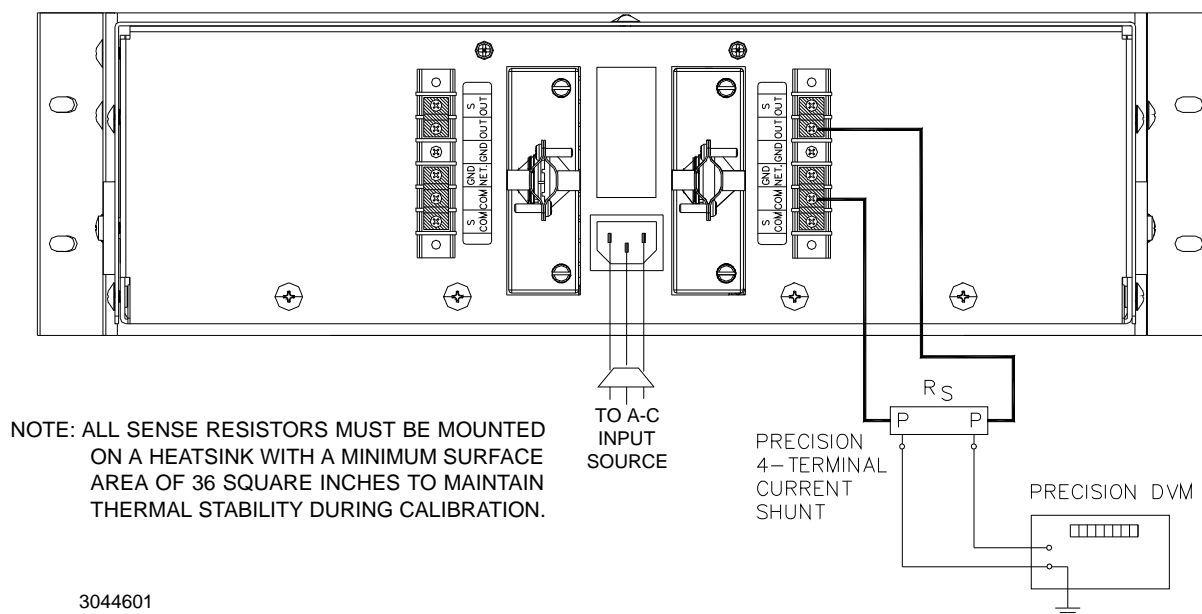 S OUT
OUT
GND
GND NET.
COM
S COM
S OUT
OUT
GND
GND NET.
COM
S COM
TO A-C
INPUT
SOURCE
NOTE: ALL SENSE RESISTORS MUST BE MOUNTED
ON A HEATSINK WITH A MINIMUM SURFACE
AREA OF 36 SQUARE INCHES TO MAINTAIN
THERMAL STABILITY DURING CALIBRATION.
RS
P P
PRECISION
4-TERMINAL
CURRENT
SHUNT
PRECISION DVM
3044601